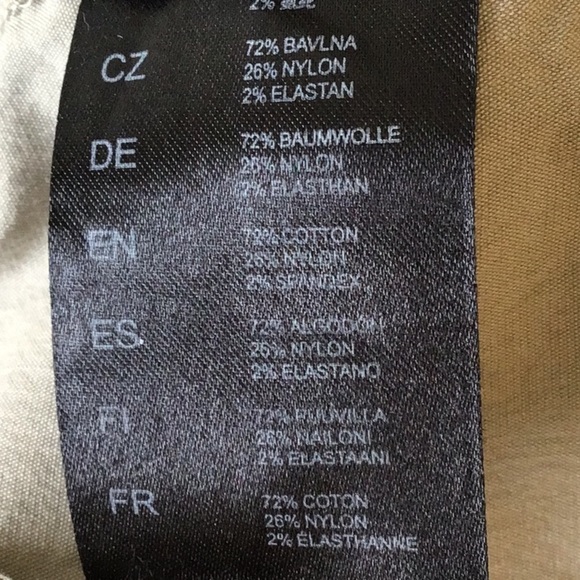 2%
CZ 72% BAVLNA
26% NYLON
2% ELASTAN
DE 72% BAUMWOLLE
26% NYLON
2% ELASTHAN
EN 72% COTTON
26% NYLON
2% SPANDEX
ES 72% ALGODÓN
26% NYLON
2% ELASTANO
FI 72% PUUVILLA
26% NAILONI
2% ELASTAANI
FR 72% COTON
26% NYLON
2% ÉLASTHANNE